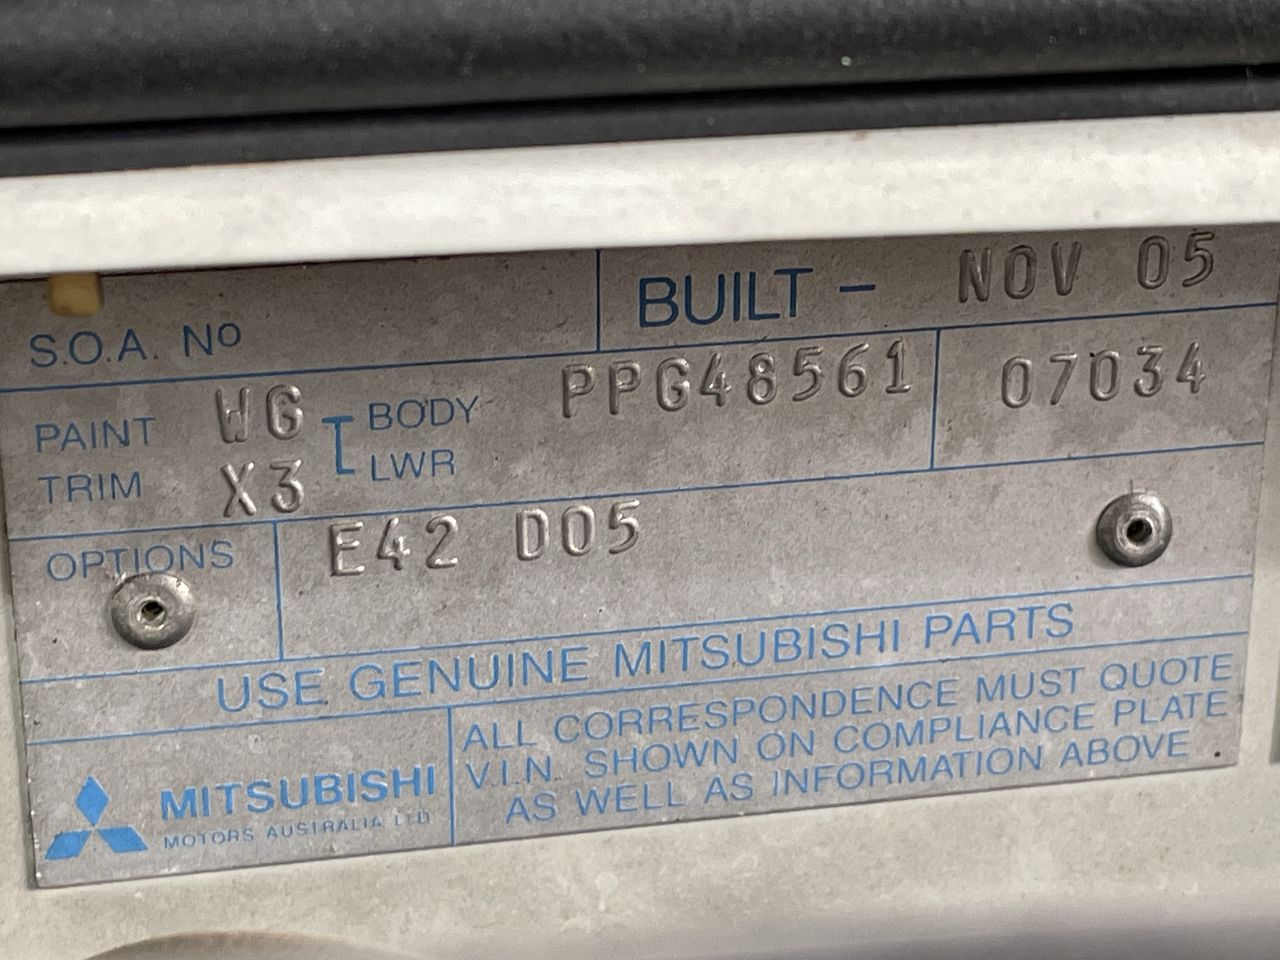 S.O.A. Nº BUILT - NOV 05
PAINT WG BODY PPG48561 07034
TRIM X3 LWR
OPTIONS E42 D05
USE GENUINE MITSUBISHI PARTS
ALL CORRESPONDENCE MUST QUOTE
V.I.N. SHOWN ON COMPLIANCE PLATE
AS WELL AS INFORMATION ABOVE .
MITSUBISHI
MOTORS AUSTRALIA LTD